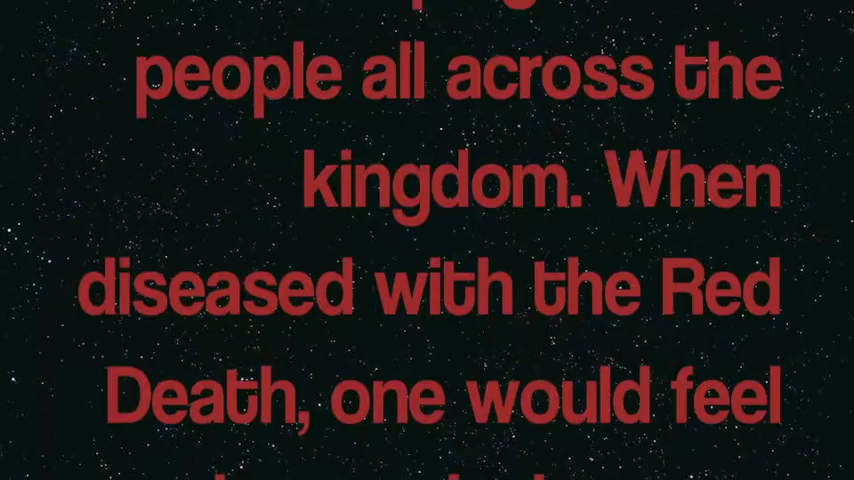 people all across the
kingdom. When
diseased with the Red
Death, one would feel